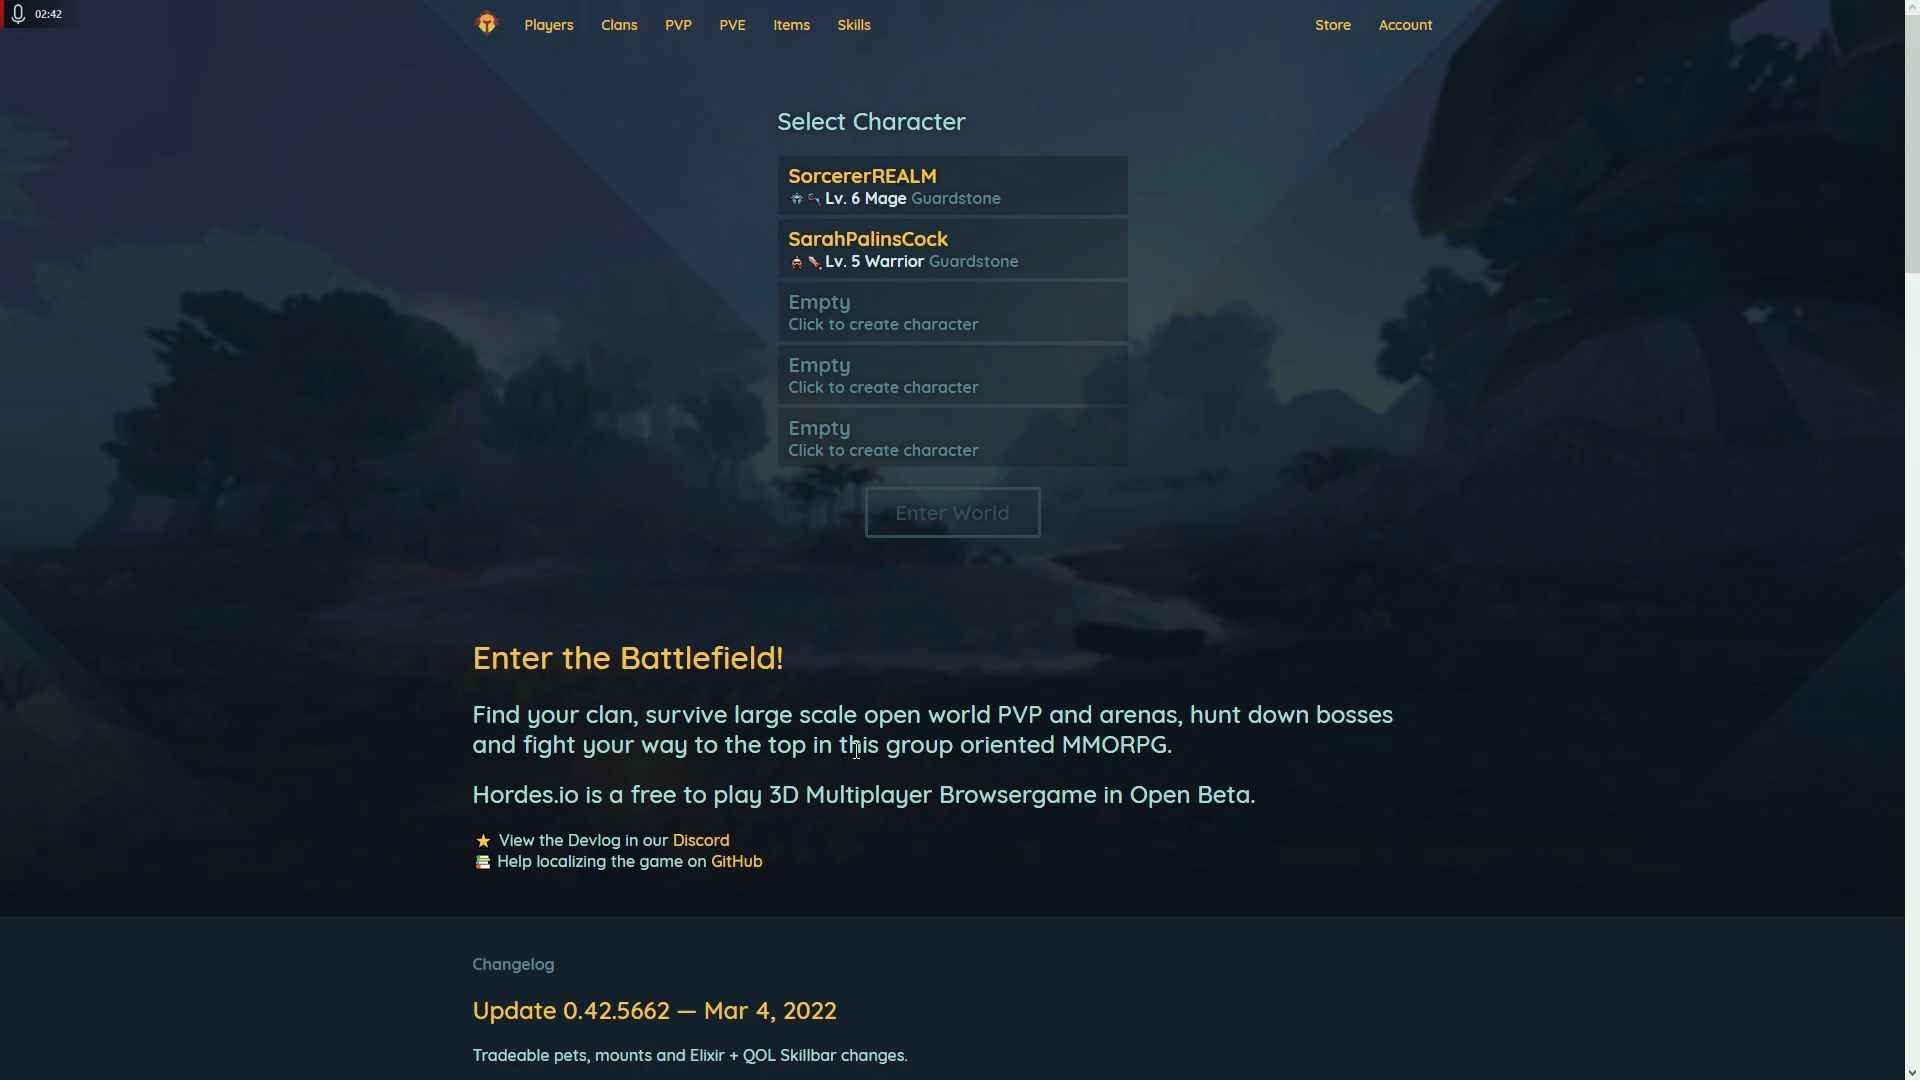 02:42
Players Clans PVP PVE Items Skills Store Account
Select Character
SorcererREALM
Lv. 6 Mage Guardstone
SarahPalinsCock
Lv. 5 Warrior Guardstone
Empty
Click to create character
Empty
Click to create character
Empty
Click to create character
Enter World
Enter the Battlefield!
Find your clan, survive large scale open world PVP and arenas, hunt down bosses
and fight your way to the top in this group oriented MMORPG.
Hordes.io is a free to play 3D Multiplayer Browsergame in Open Beta.
View the Devlog in our Discord
Help localizing the game on GitHub
Changelog
Update 0.42.5662 — Mar 4, 2022
Tradeable pets, mounts and Elixir + QOL Skillbar changes.